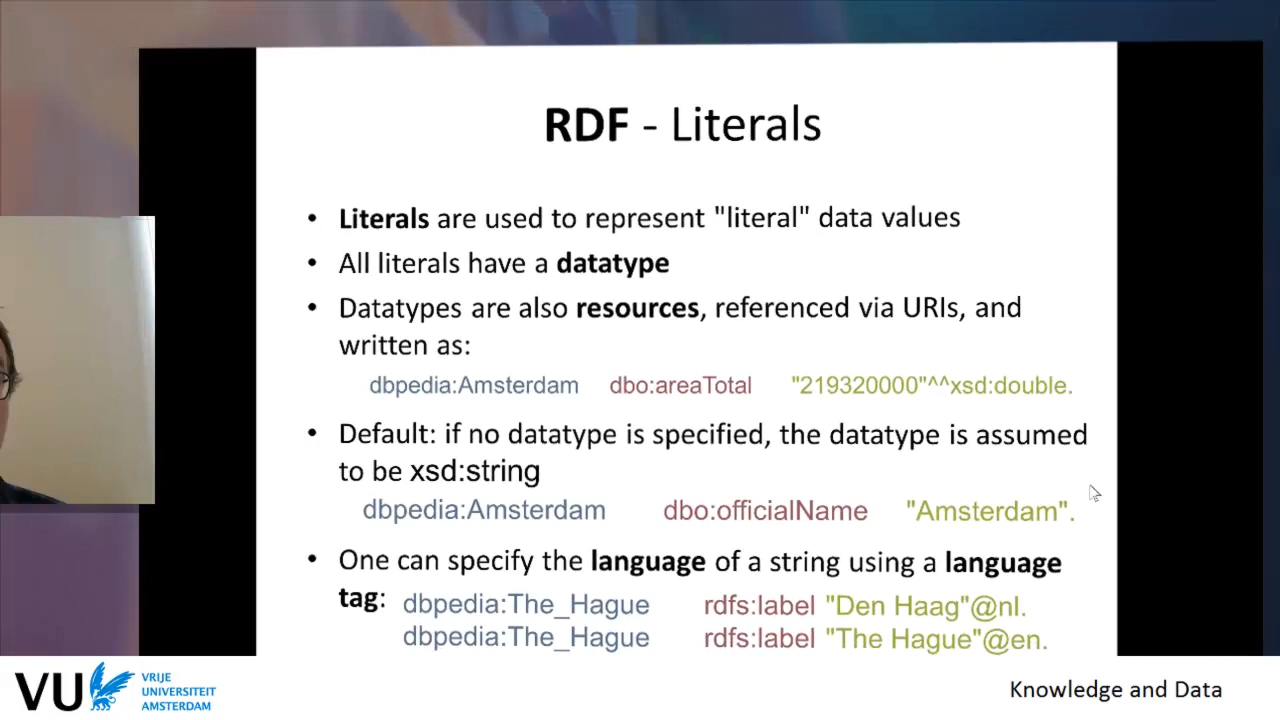 RDF - Literals
• Literals are used to represent "literal" data values
• All literals have a datatype
• Datatypes are also resources, referenced via URIs, and
written as:
dbpedia:Amsterdam dbo:areaTotal "219320000"^^xsd:double.
• Default: if no datatype is specified, the datatype is assumed
to be xsd:string
dbpedia:Amsterdam dbo:officialName "Amsterdam".
• One can specify the language of a string using a language
tag: dbpedia:The_Hague rdfs:label "Den Haag"@nl.
dbpedia:The_Hague rdfs:label "The Hague"@en.
VU VRIJE
UNIVERSITEIT
AMSTERDAM
Knowledge and Data